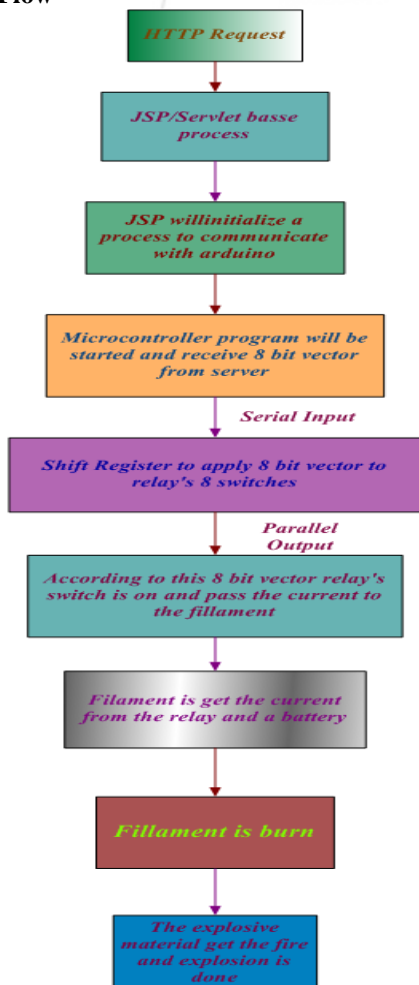 Flow
HTTP Request
JSP/Servlet basse
process
JSP willinitialize a
process to communicate
with arduino
Microcontroller program will be
started and receive 8 bit vector
from server
Serial Input
Shift Register to apply 8 bit vector to
relay's 8 switches
Parallel
Output
According to this 8 bit vector relay's
switch is on and pass the current to
the fillament
Filament is get the current
from the relay and a battery
Fillament is burn
The explosive
material get the fire
and explosion is
done